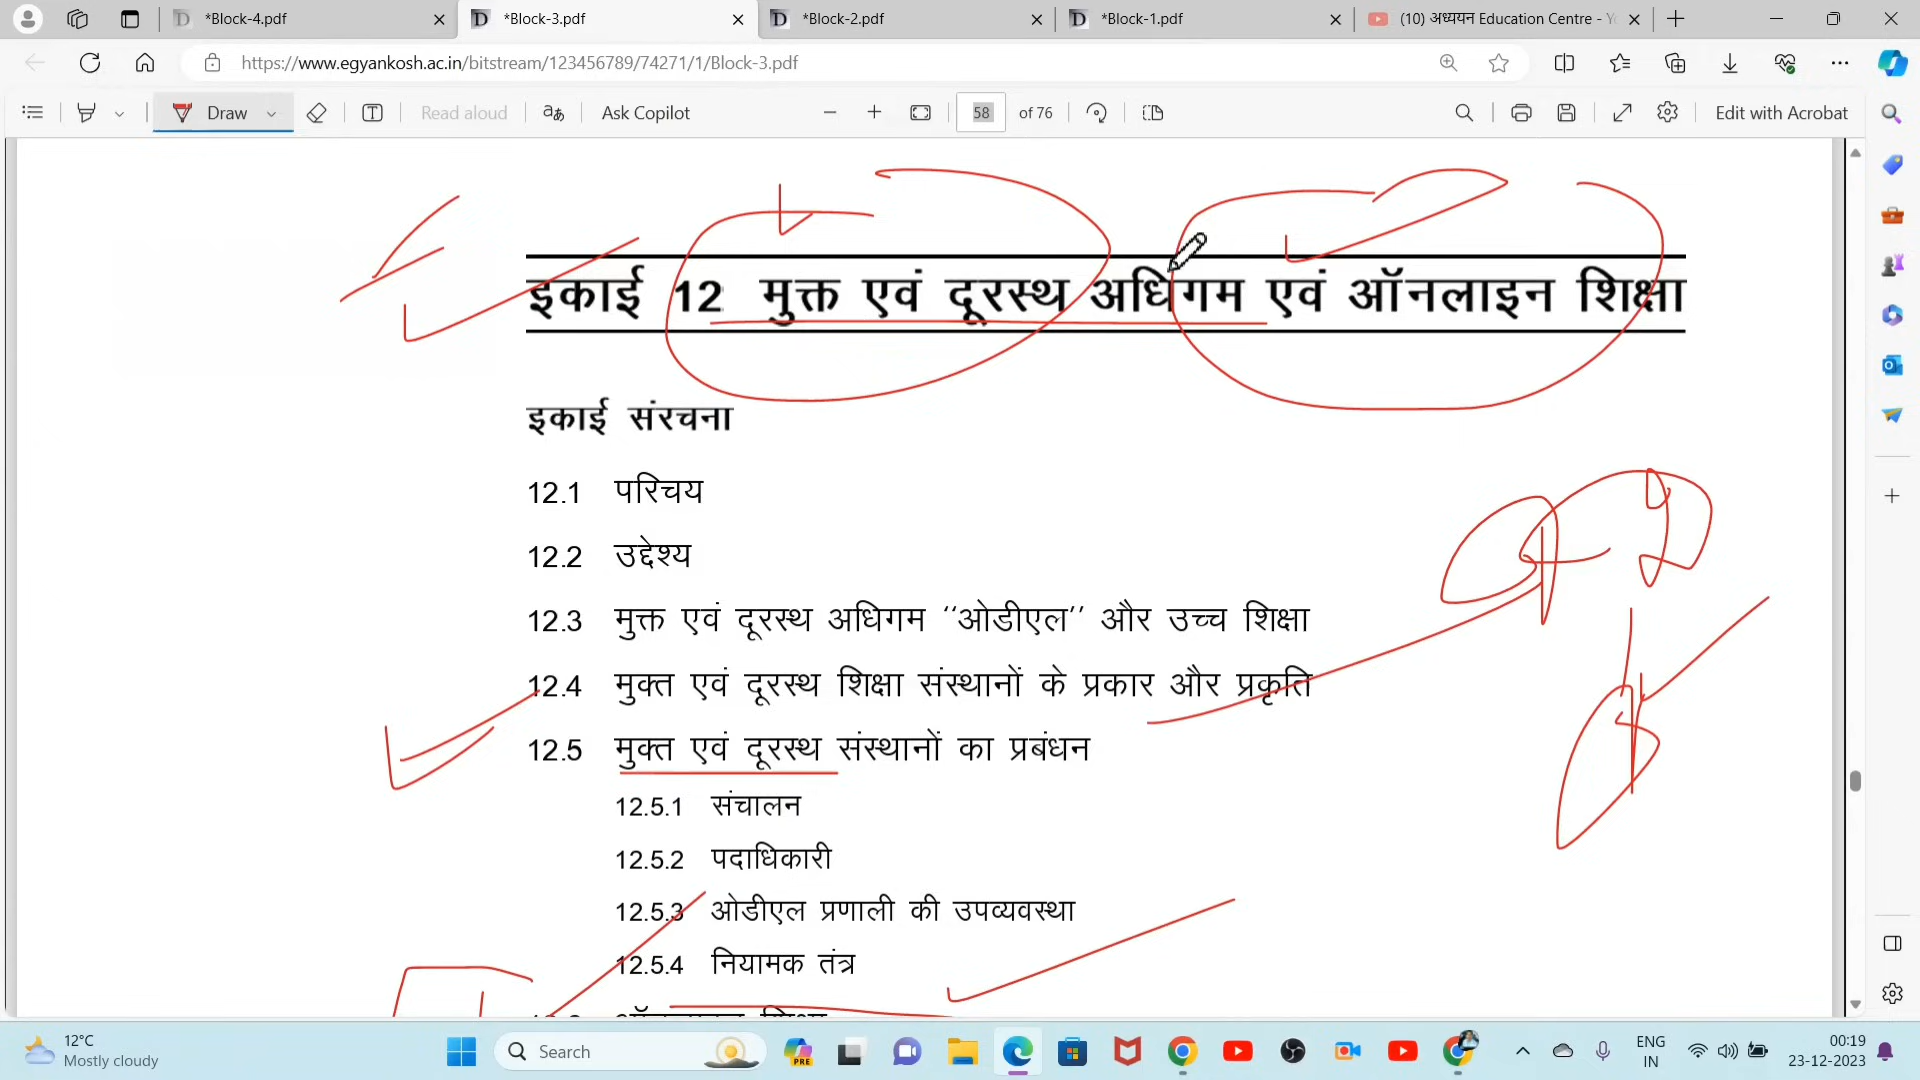 *Block-4.pdf
*Block-3.pdf
*Block-2.pdf
*Block-1.pdf
(10) अध्ययन Education Centre - Y
https://www.egyankosh.ac.in/bitstream/123456789/74271/1/Block-3.pdf
Draw
Read aloud
Ask Copilot
58 of 76
Edit with Acrobat
इकाई 12 मुक्त एवं दूरस्थ अधिगम एवं ऑनलाइन शिक्षा
इकाई संरचना
12.1 परिचय
12.2 उद्देश्य
12.3 मुक्त एवं दूरस्थ अधिगम ‘‘ओडीएल’’ और उच्च शिक्षा
12.4 मुक्त एवं दूरस्थ शिक्षा संस्थानों के प्रकार और प्रकृति
12.5 मुक्त एवं दूरस्थ संस्थानों का प्रबंधन
12.5.1 संचालन
12.5.2 पदाधिकारी
12.5.3 ओडीएल प्रणाली की उपव्यवस्था
12.5.4 नियामक तंत्र
12°C
Mostly cloudy
Search
PRE
ENG
IN
00:19
23-12-2023